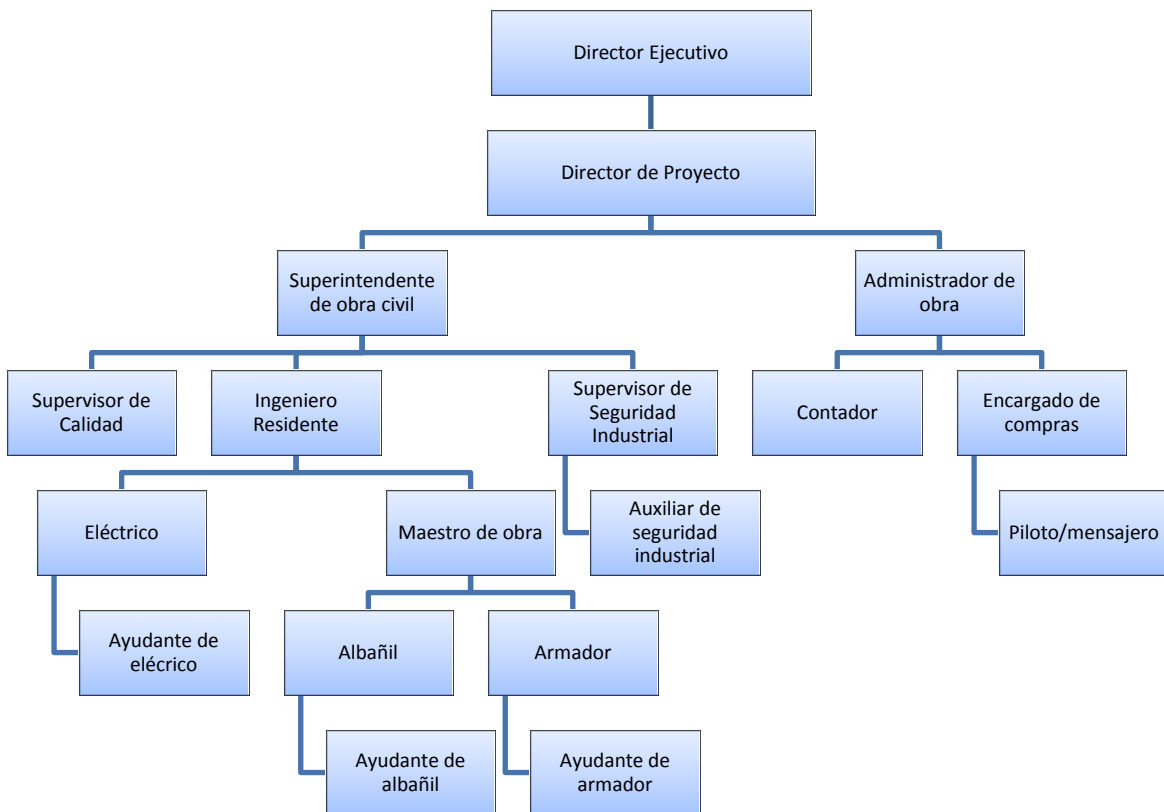 Director Ejecutivo
Director de Proyecto
Superintendente
de obra civil
Administrador de
obra
Supervisor de
Calidad
Ingeniero
Residente
Supervisor de
Seguridad
Industrial
Contador
Encargado de
compras
Eléctrico
Maestro de obra
Auxiliar de
seguridad
industrial
Piloto/mensajero
Ayudante de
elécrico
Albañil
Armador
Ayudante de
albañil
Ayudante de
armador